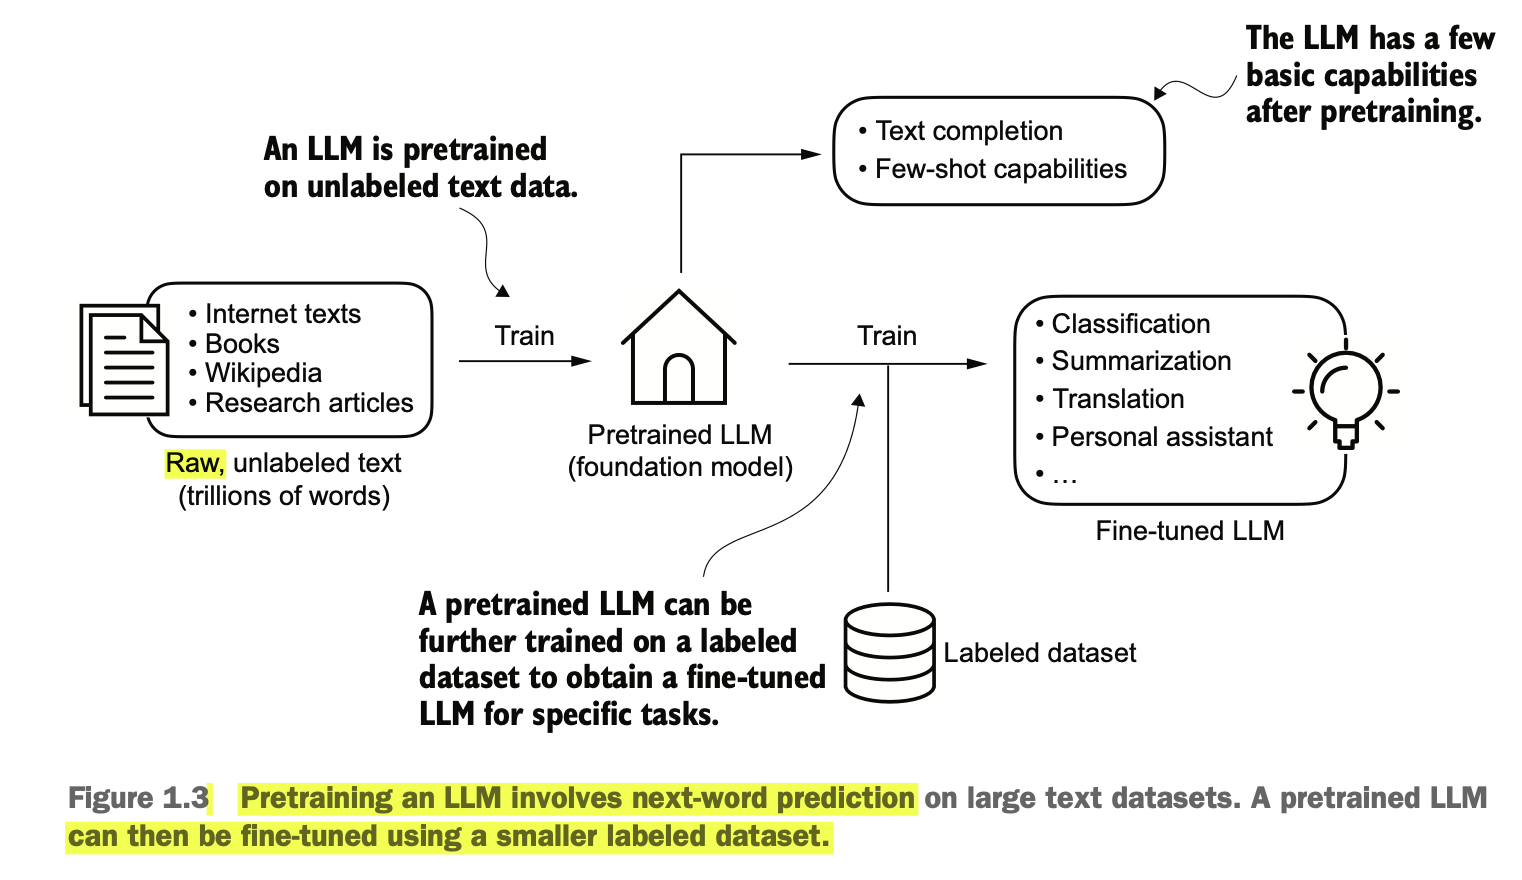 The LLM has a few
basic capabilities
after pretraining.
• Text completion
• Few-shot capabilities
An LLM is pretrained
on unlabeled text data.
• Internet texts
• Books
• Wikipedia
• Research articles
Raw, unlabeled text
(trillions of words)
Train
Pretrained LLM
(foundation model)
Train
• Classification
• Summarization
• Translation
• Personal assistant
• ...
Fine-tuned LLM
A pretrained LLM can be
further trained on a labeled
dataset to obtain a fine-tuned
LLM for specific tasks.
Labeled dataset
Figure 1.3 Pretraining an LLM involves next-word prediction on large text datasets. A pretrained LLM
can then be fine-tuned using a smaller labeled dataset.